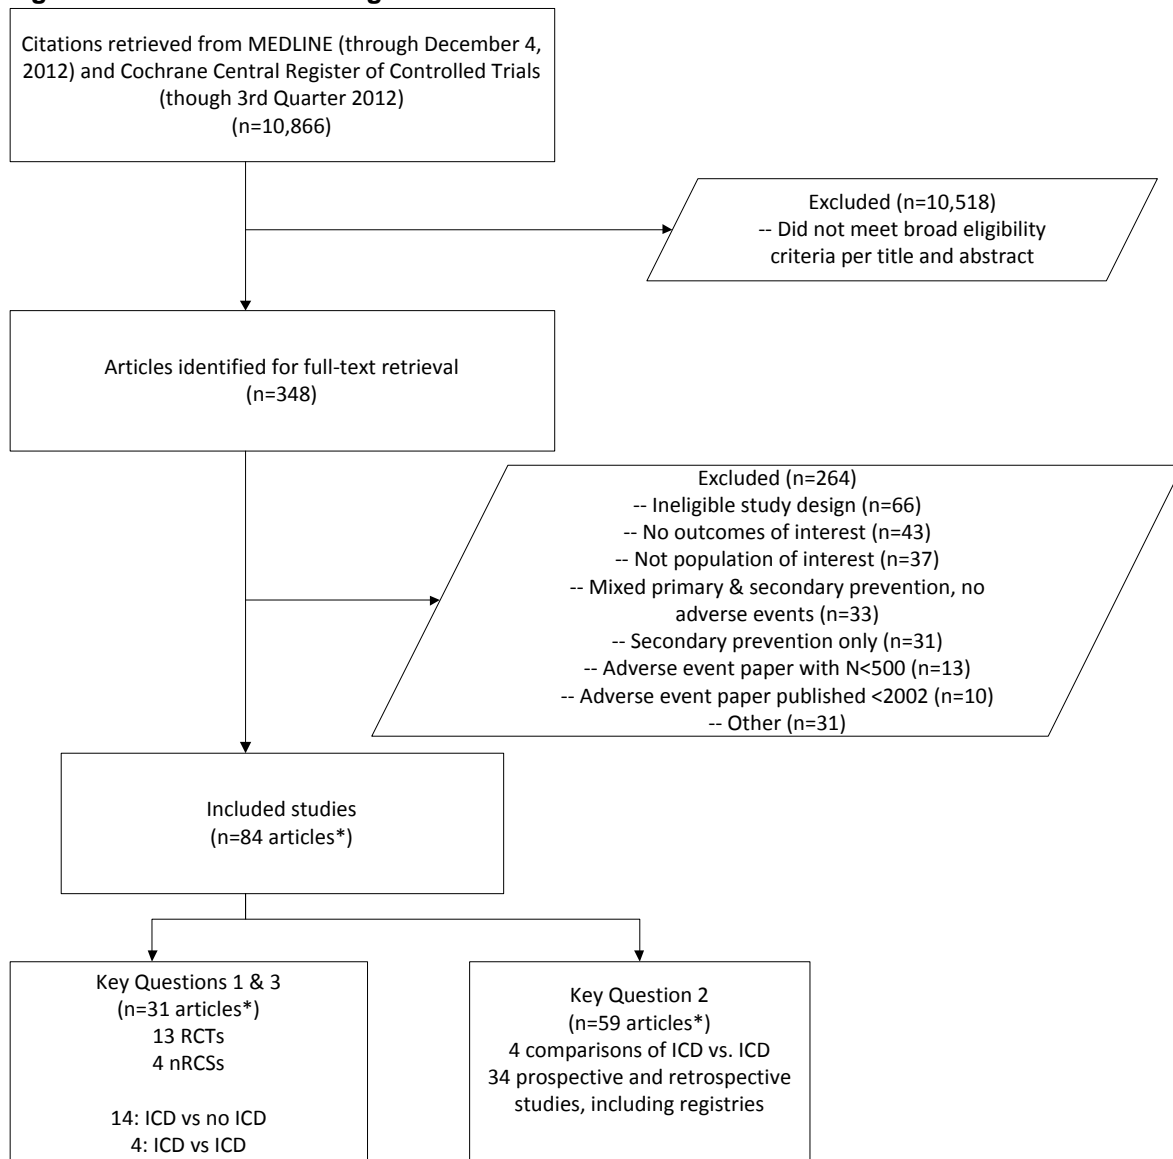 Citations retrieved from MEDLINE (through December 4,
2012) and Cochrane Central Register of Controlled Trials
(though 3rd Quarter 2012)
(n=10,866)
Excluded (n=10,518)
-- Did not meet broad eligibility
criteria per title and abstract
Articles identified for full-text retrieval
(n=348)
Excluded (n=264)
-- Ineligible study design (n=66)
-- No outcomes of interest (n=43)
-- Not population of interest (n=37)
-- Mixed primary & secondary prevention, no
adverse events (n=33)
-- Secondary prevention only (n=31)
-- Adverse event paper with N<500 (n=13)
-- Adverse event paper published <2002 (n=10)
-- Other (n=31)
Included studies
(n=84 articles*)
Key Questions 1 & 3
(n=31 articles*)
13 RCTs
4 nRCSs
14: ICD vs no ICD
4: ICD vs ICD
Key Question 2
(n=59 articles*)
4 comparisons of ICD vs. ICD
34 prospective and retrospective
studies, including registries